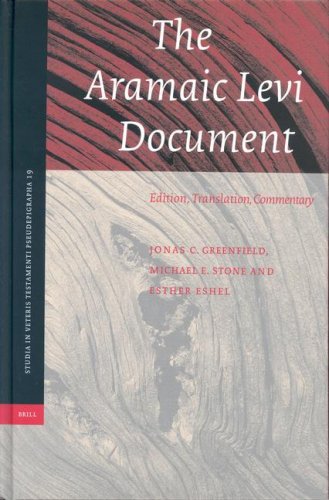 The
Aramaic Levi
Document
Edition, Translation, Commentary
JONAS C. GREENFIELD,
MICHAEL E. STONE AND
ESTHER ESHEL
STUDIA IN VETERIS TESTAMENTI PSEUDEPIGRAPHA 19
BRILL